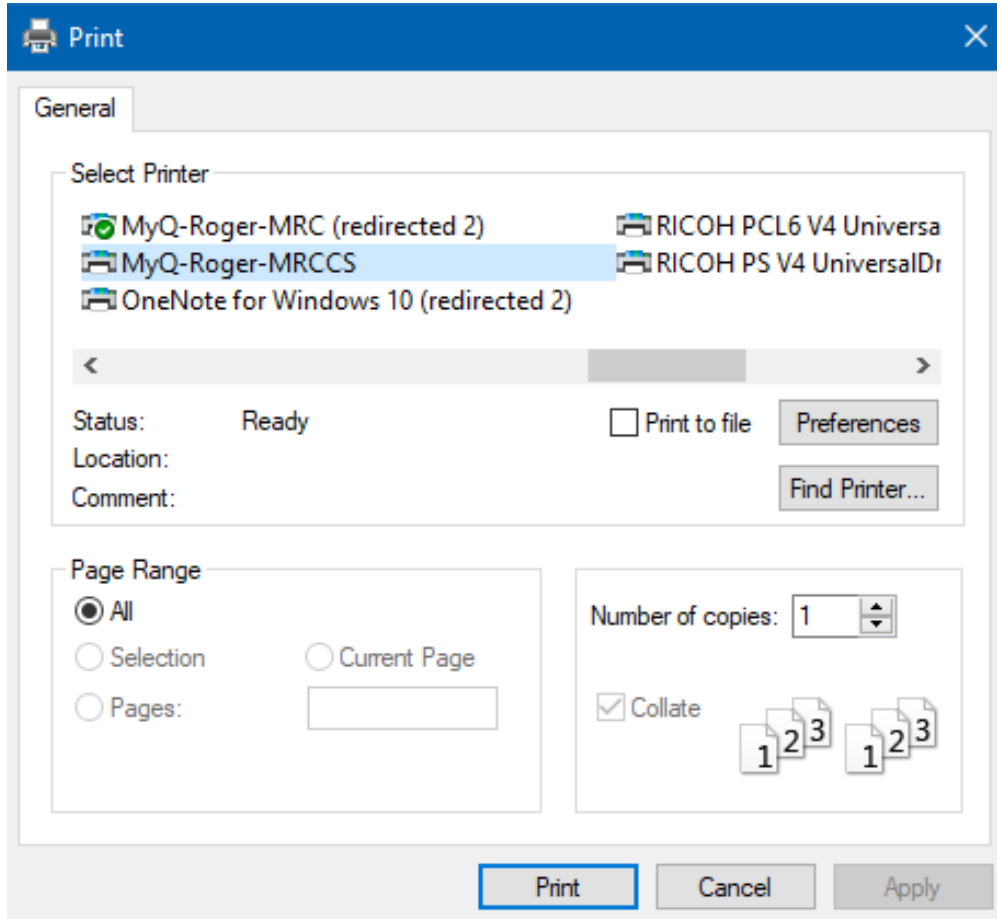 Print
General
Select Printer
MyQ-Roger-MRC (redirected 2)
RICOH PCL6 V4 Universa
MyQ-Roger-MRCCS
RICOH PS V4 UniversalDr
OneNote for Windows 10 (redirected 2)
Status: Ready
Print to file
Preferences
Location:
Comment:
Find Printer...
Page Range
All
Selection
Current Page
Pages:
Number of copies: 1
Collate
1 2 3 1 2 3
Print
Cancel
Apply